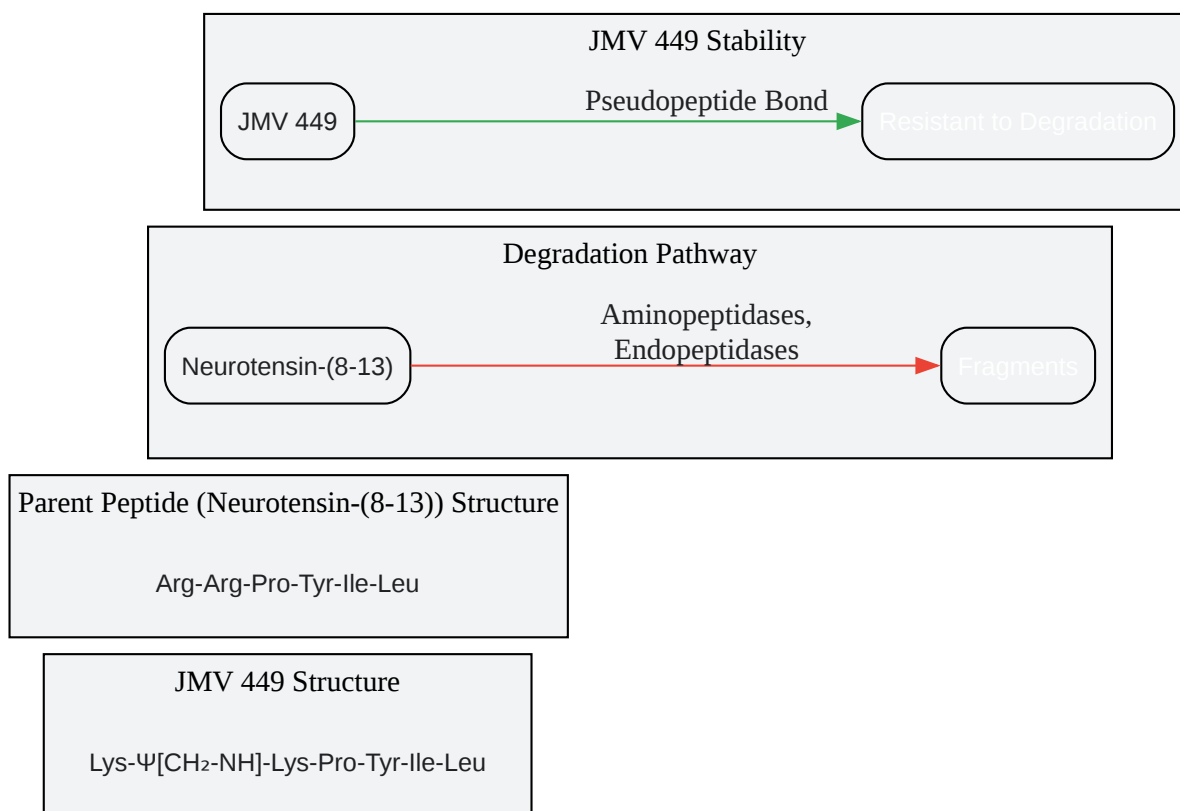 JMV 449 Stability
JMV 449
Pseudopeptide Bond
Resistant to Degradation
Degradation Pathway
Neurotensin-(8-13)
Aminopeptidases,
Endopeptidases
Fragments
Parent Peptide (Neurotensin-(8-13)) Structure
Arg-Arg-Pro-Tyr-Ile-Leu
JMV 449 Structure
Lys-Ψ[CH₂-NH]-Lys-Pro-Tyr-Ile-Leu